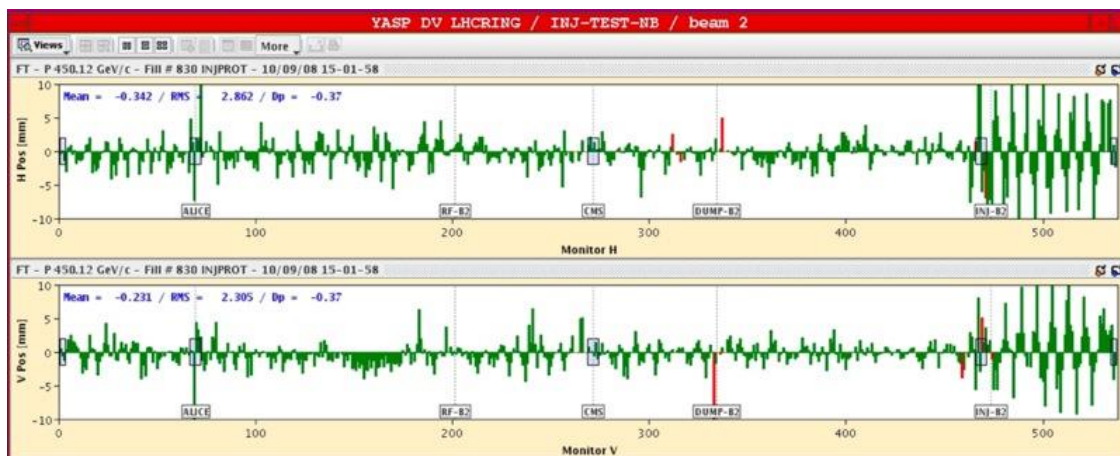 YASP DV LHCRING / INJ-TEST-NB / beam 2
Views More
FT - P 450.12 GeV/c - Fill # 830 INJPROT - 10/09/08 15-01-58
H Pos [mm]
10
5
0
-5
-10
Mean = -0.342 / RMS = 2.862 / Dp = -0.37
ALICE RF-B2 CMS DUMP-B2 INJ-B2
0 100 200 300 400 500
Monitor H
FT - P 450.12 GeV/c - Fill # 830 INJPROT - 10/09/08 15-01-58
V Pos [mm]
10
5
0
-5
-10
Mean = -0.231 / RMS = 2.305 / Dp = -0.37
ALICE RF-B2 CMS DUMP-B2 INJ-B2
0 100 200 300 400 500
Monitor V